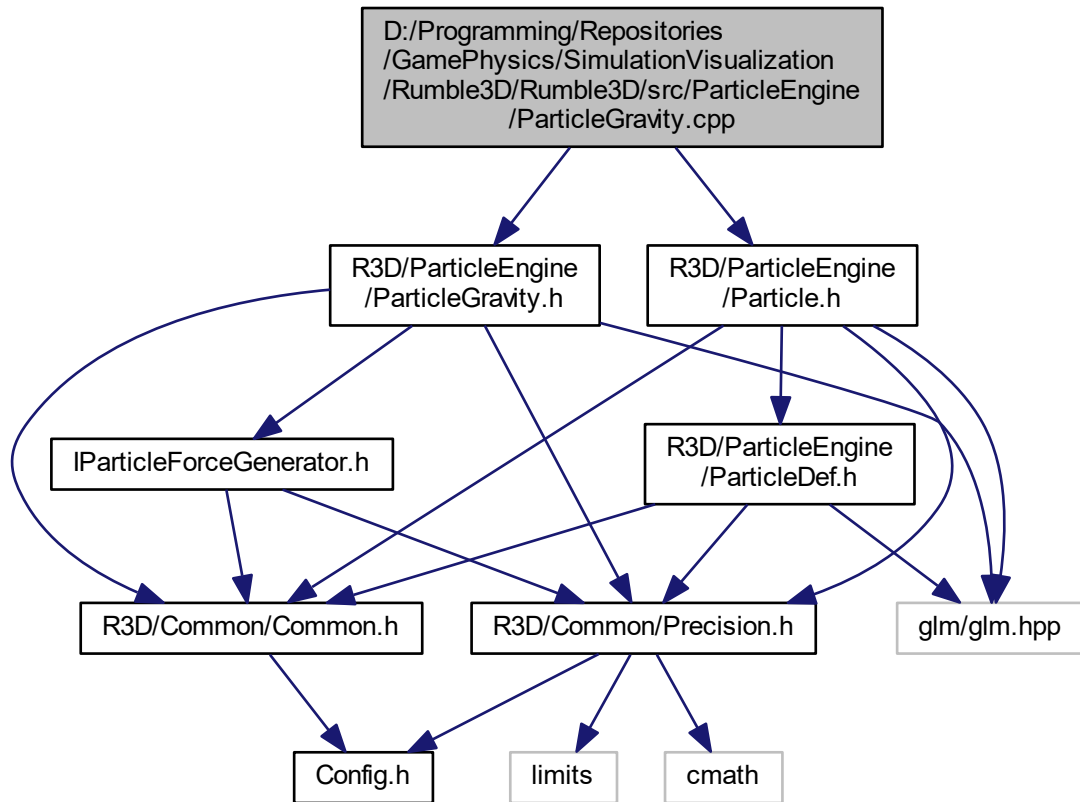 D:/Programming/Repositories
/GamePhysics/SimulationVisualization
/Rumble3D/Rumble3D/src/ParticleEngine
/ParticleGravity.cpp
R3D/ParticleEngine
/ParticleGravity.h
R3D/ParticleEngine
/Particle.h
IParticleForceGenerator.h
R3D/ParticleEngine
/ParticleDef.h
R3D/Common/Common.h
R3D/Common/Precision.h
glm/glm.hpp
Config.h
limits
cmath